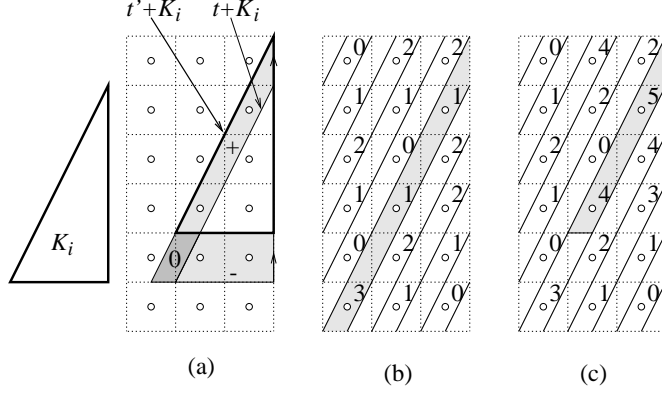 t'+K_i t+K_i
0 2 2
0 4 2
1 1 1
1 2 5
+
2 0 2
2 0 4
K_i
1 1 2
1 4 3
0
-
0 2 1
0 2 1
3 1 0
3 1 0
(a)
(b)
(c)